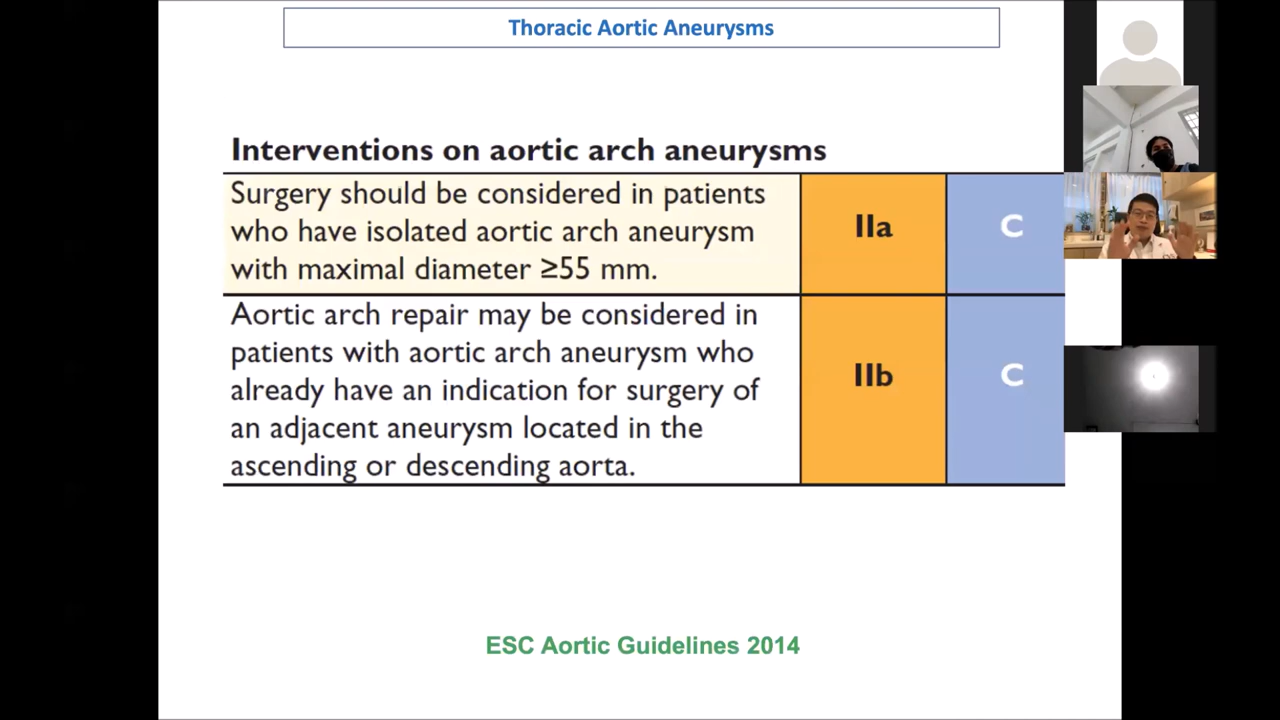 Thoracic Aortic Aneurysms
Interventions on aortic arch aneurysms
Surgery should be considered in patients
who have isolated aortic arch aneurysm
with maximal diameter ≥55 mm.
IIa
C
Aortic arch repair may be considered in
patients with aortic arch aneurysm who
already have an indication for surgery of
an adjacent aneurysm located in the
ascending or descending aorta.
IIb
C
ESC Aortic Guidelines 2014